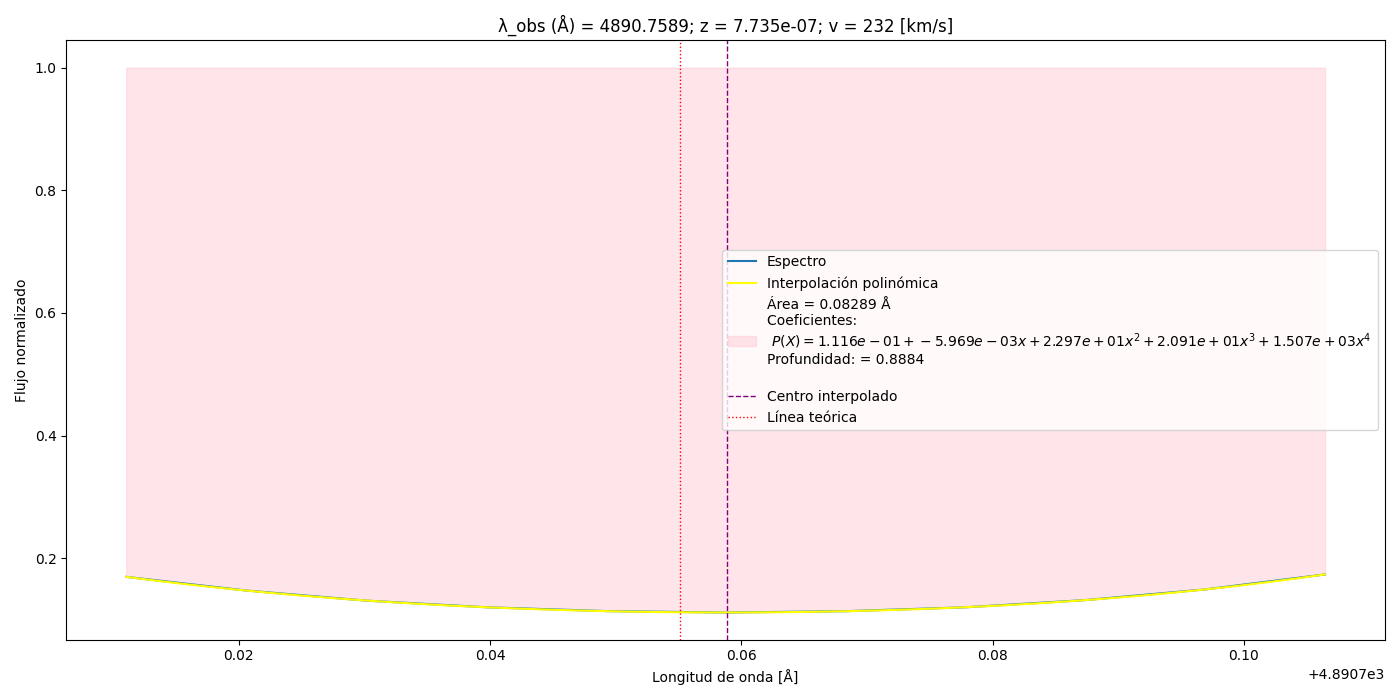 λ_obs (Å) = 4890.7589; z = 7.735e-07; v = 232 [km/s]
1.0
0.8
0.6
0.4
0.2
Flujo normalizado
Espectro
Interpolación polinómica
Área = 0.08289 Å
Coeficientes:
P(X) = 1.116e − 01 + −5.969e − 03x + 2.297e + 01x² + 2.091e + 01x³ + 1.507e + 03x⁴
Profundidad: = 0.8884
Centro interpolado
Línea teórica
0.02 0.04 0.06 0.08 0.10
+4.8907e3
Longitud de onda [Å]